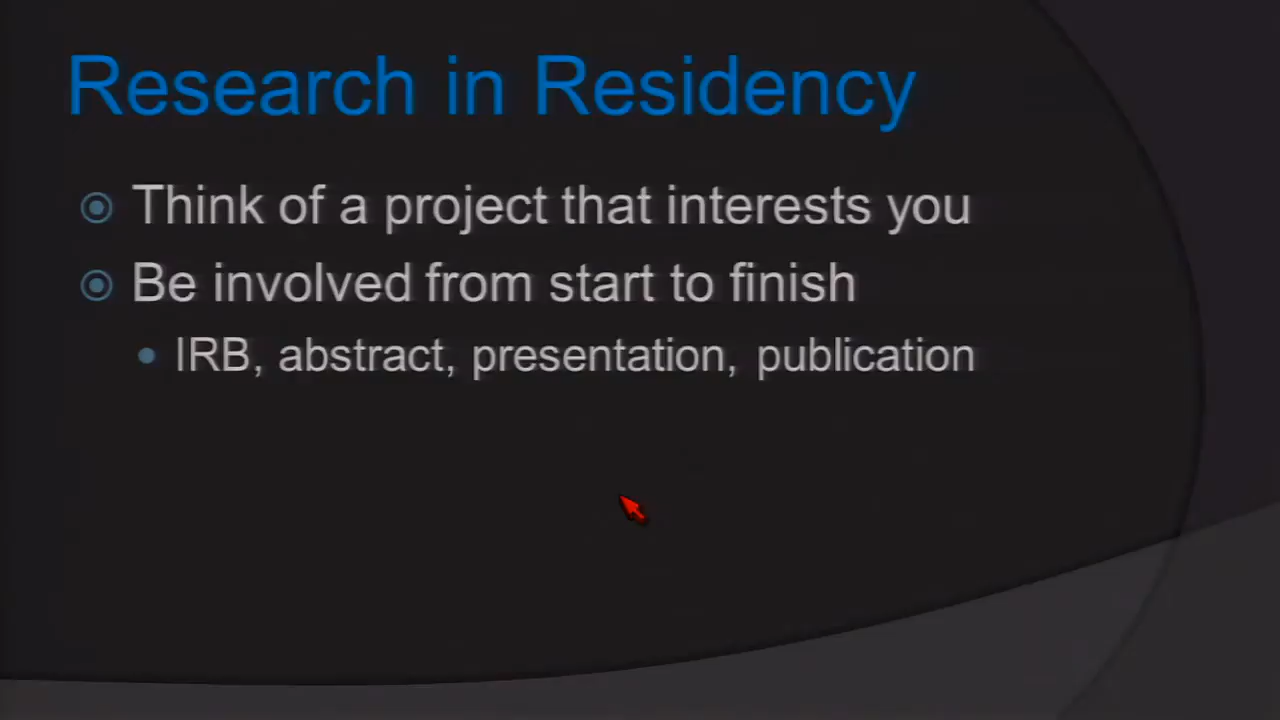 Research in Residency
Think of a project that interests you
Be involved from start to finish
IRB, abstract, presentation, publication